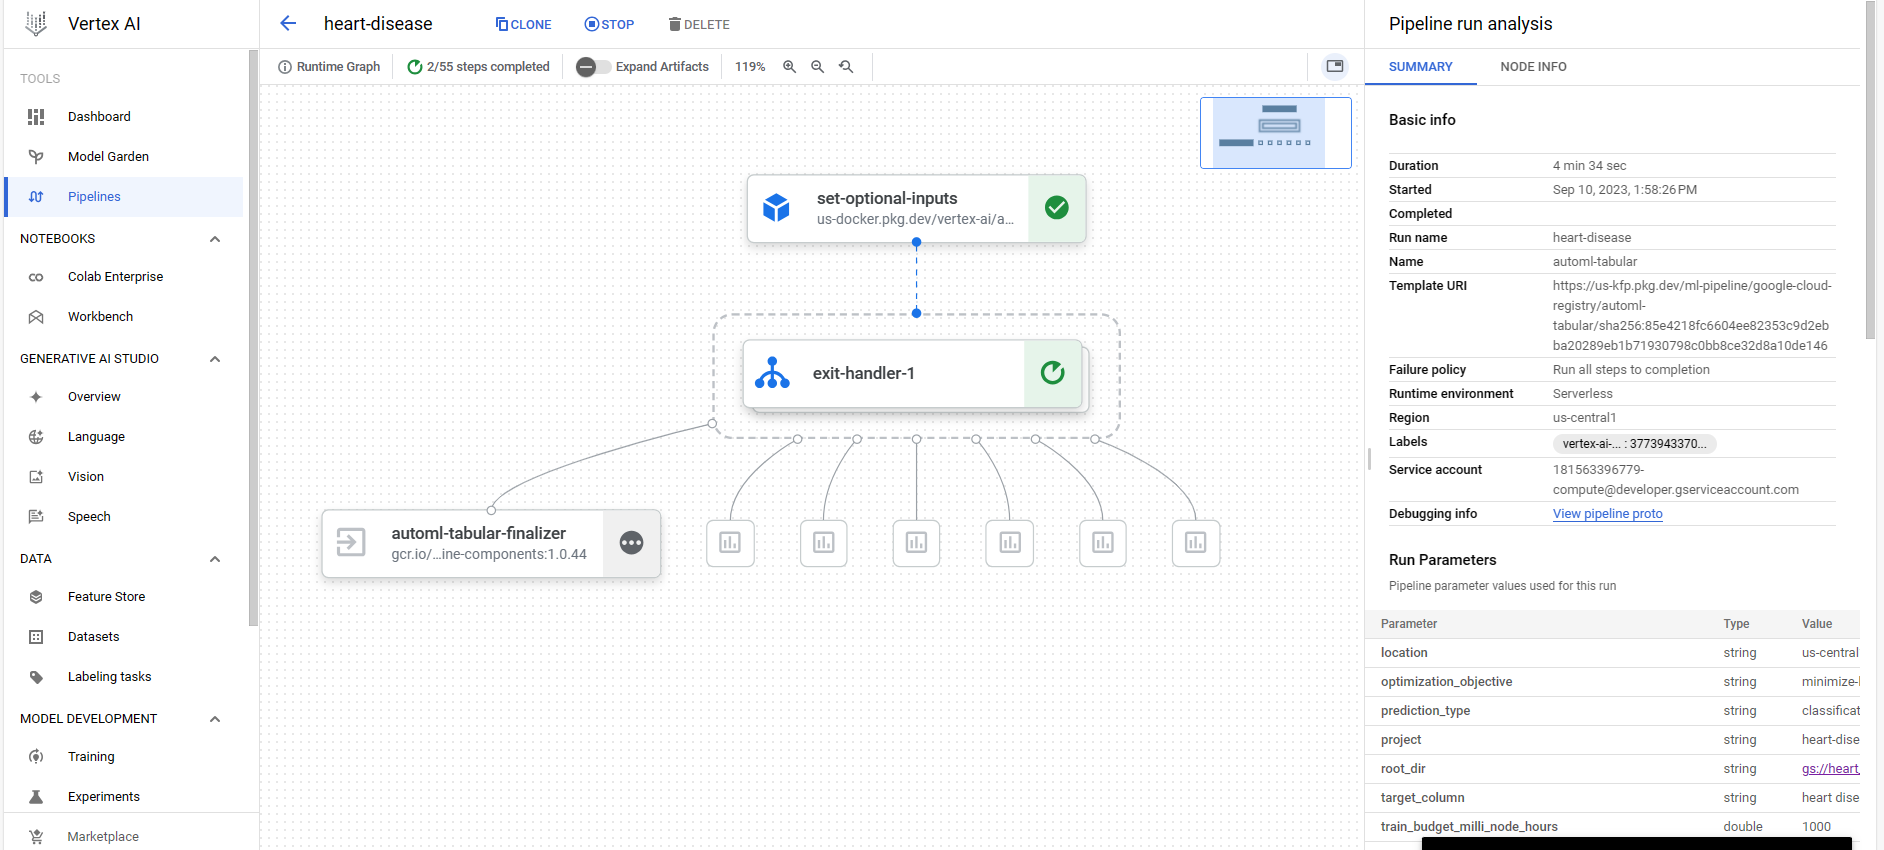 Vertex AI
TOOLS
Dashboard
Model Garden
Pipelines
NOTEBOOKS
Colab Enterprise
Workbench
GENERATIVE AI STUDIO
Overview
Language
Vision
Speech
DATA
Feature Store
Datasets
Labeling tasks
MODEL DEVELOPMENT
Training
Experiments
Marketplace
heart-disease
CLONE
STOP
DELETE
Runtime Graph
2/55 steps completed
Expand Artifacts
119%
set-optional-inputs
us-docker.pkg.dev/vertex-ai/a...
exit-handler-1
automl-tabular-finalizer
gcr.io/...ine-components:1.0.44
Pipeline run analysis
SUMMARY NODE INFO
Basic info
Duration 4 min 34 sec
Started Sep 10, 2023, 1:58:26 PM
Completed
Run name heart-disease
Name automl-tabular
Template URI https://us-kfp.pkg.dev/ml-pipeline/google-cloud-
registry/automl-
tabular/sha256:85e4218fc6604ee82353c9d2eb
ba20289eb1b71930798c0bb8ce32d8a10de146
Failure policy Run all steps to completion
Runtime environment Serverless
Region us-central1
Labels vertex-ai-... : 3773943370...
Service account 181563396779-
compute@developer.gserviceaccount.com
Debugging info View pipeline proto
Run Parameters
Pipeline parameter values used for this run
Parameter Type Value
location string us-central
optimization_objective string minimize-l
prediction_type string classificat
project string heart-dise
root_dir string gs://heart_
target_column string heart dise
train_budget_milli_node_hours double 1000